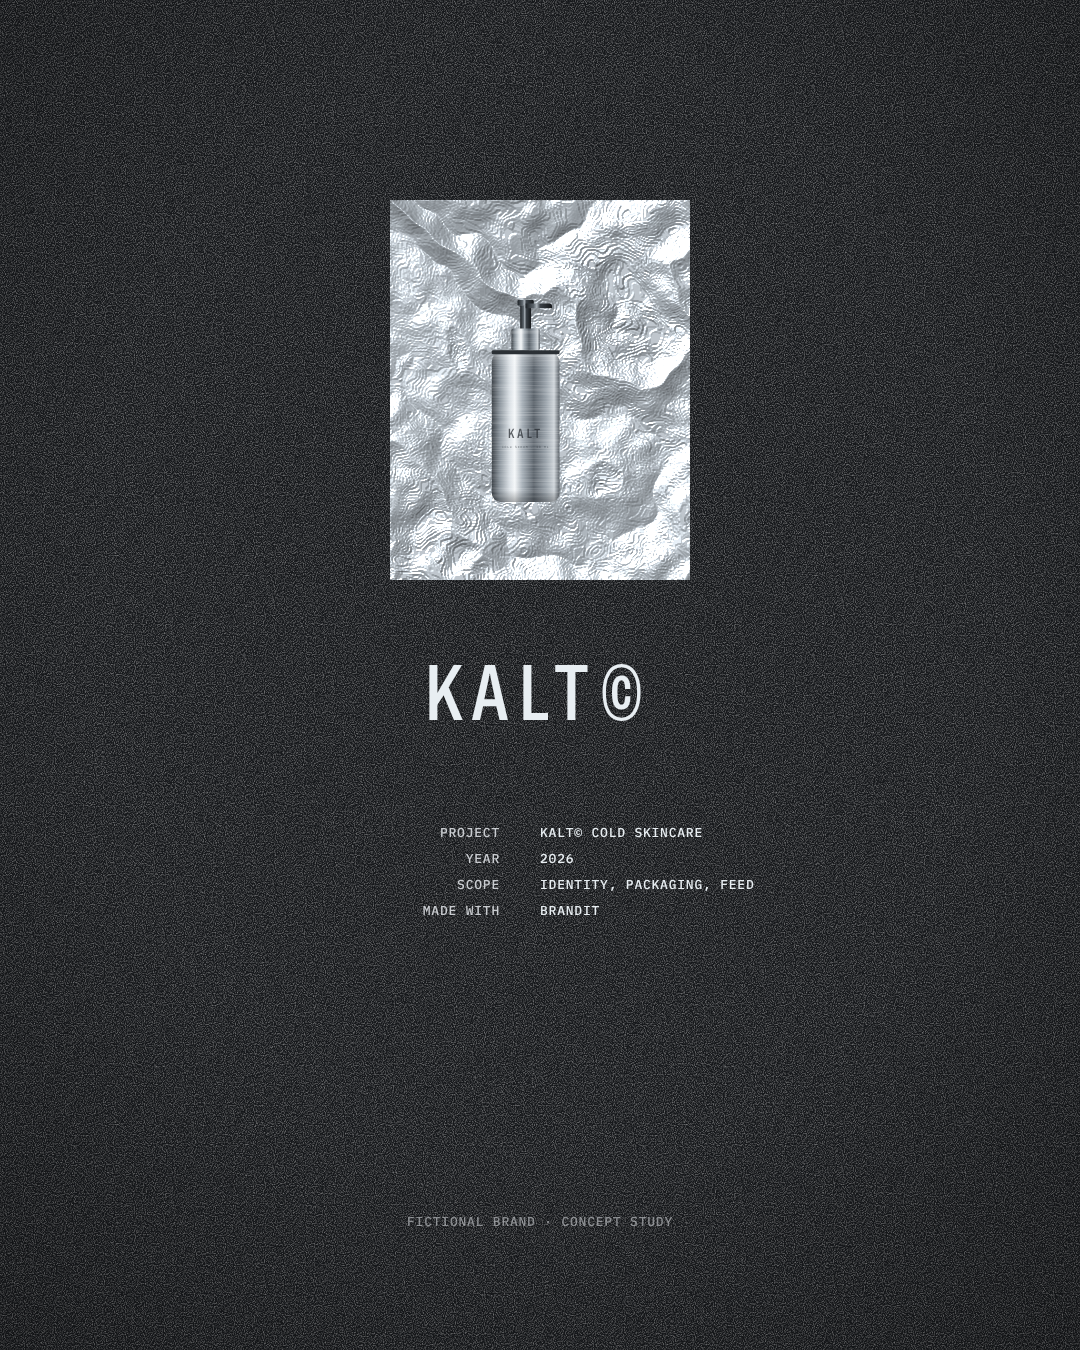 KALT
KALT©
PROJECT KALT© COLD SKINCARE
YEAR 2026
SCOPE IDENTITY, PACKAGING, FEED
MADE WITH BRANDIT
FICTIONAL BRAND · CONCEPT STUDY